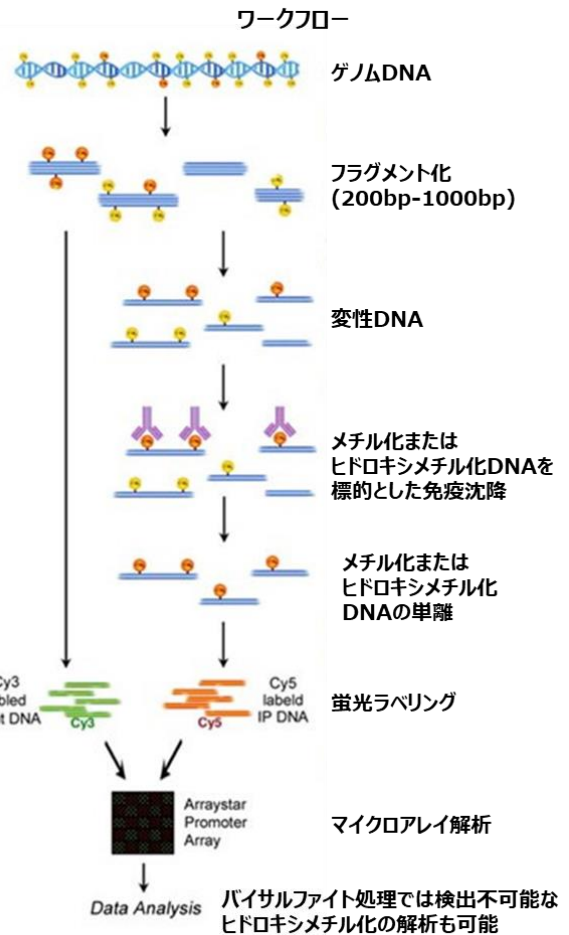 ワークフロー
ゲノムDNA
フラグメント化
(200bp-1000bp)
変性DNA
メチル化または
ヒドロキシメチル化DNAを
標的とした免疫沈降
メチル化または
ヒドロキシメチル化
DNAの単離
Cy3
t DNA
Cy3
Cy5
Cy5
labeld
IP DNA
蛍光ラベリング
Arraystar
Promoter
Array
マイクロアレイ解析
Data Analysis
バイサルファイト処理では検出不可能な
ヒドロキシメチル化の解析も可能